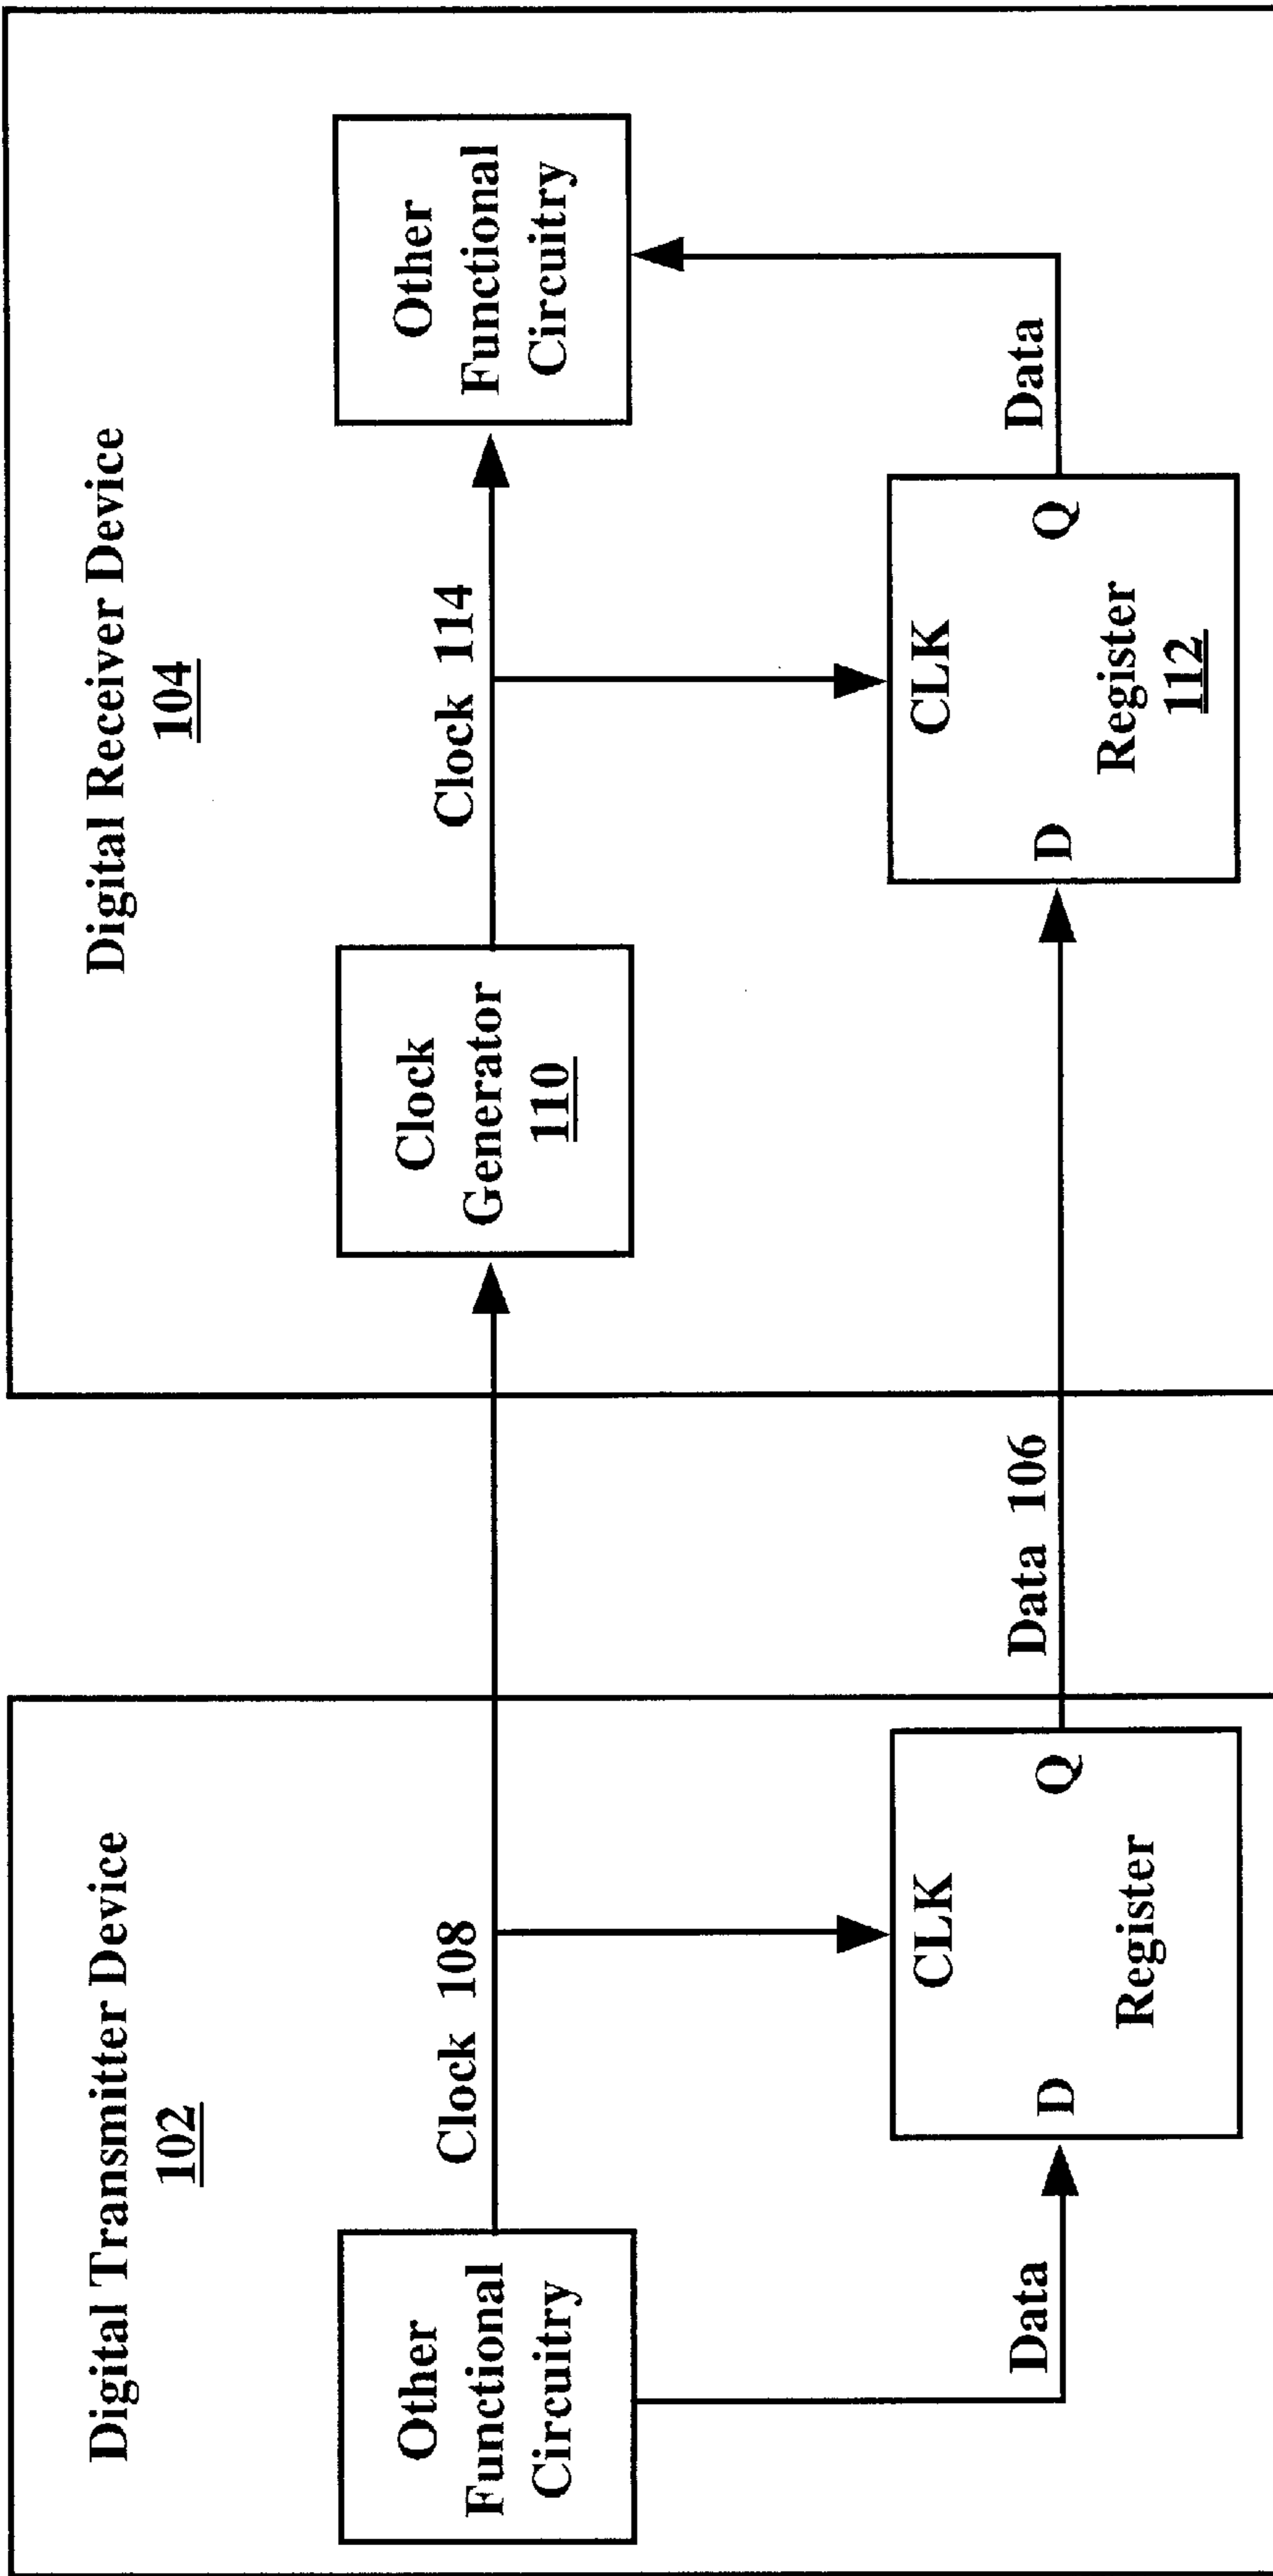 Digital Transmitter Device
102
Other
Functional
Circuitry
Clock 108
Data
D
CLK
Q
Register
Data 106
Digital Receiver Device
104
Clock
Generator
110
Clock 114
Other
Functional
Circuitry
D
CLK
Q
Register
112
Data